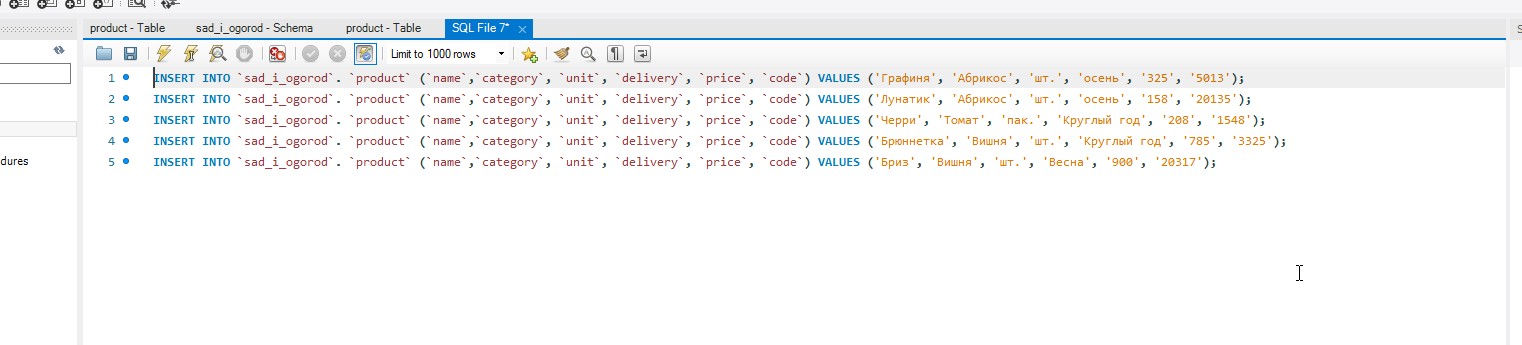 product - Table sad_i_ogorod - Schema product - Table SQL File 7*
Limit to 1000 rows
1 INSERT INTO `sad_i_ogorod`. `product` (`name`,`category`, `unit`, `delivery`, `price`, `code`) VALUES ('Графиня', 'Абрикос', 'шт.', 'осень', '325', '5013');
2 INSERT INTO `sad_i_ogorod`. `product` (`name`,`category`, `unit`, `delivery`, `price`, `code`) VALUES ('Лунатик', 'Абрикос', 'шт.', 'осень', '158', '20135');
3 INSERT INTO `sad_i_ogorod`. `product` (`name`,`category`, `unit`, `delivery`, `price`, `code`) VALUES ('Черри', 'Томат', 'пак.', 'Круглый год', '208', '1548');
4 INSERT INTO `sad_i_ogorod`. `product` (`name`,`category`, `unit`, `delivery`, `price`, `code`) VALUES ('Брюннетка', 'Вишня', 'шт.', 'Круглый год', '785', '3325');
5 INSERT INTO `sad_i_ogorod`. `product` (`name`,`category`, `unit`, `delivery`, `price`, `code`) VALUES ('Бриз', 'Вишня', 'шт.', 'Весна', '900', '20317');
dures